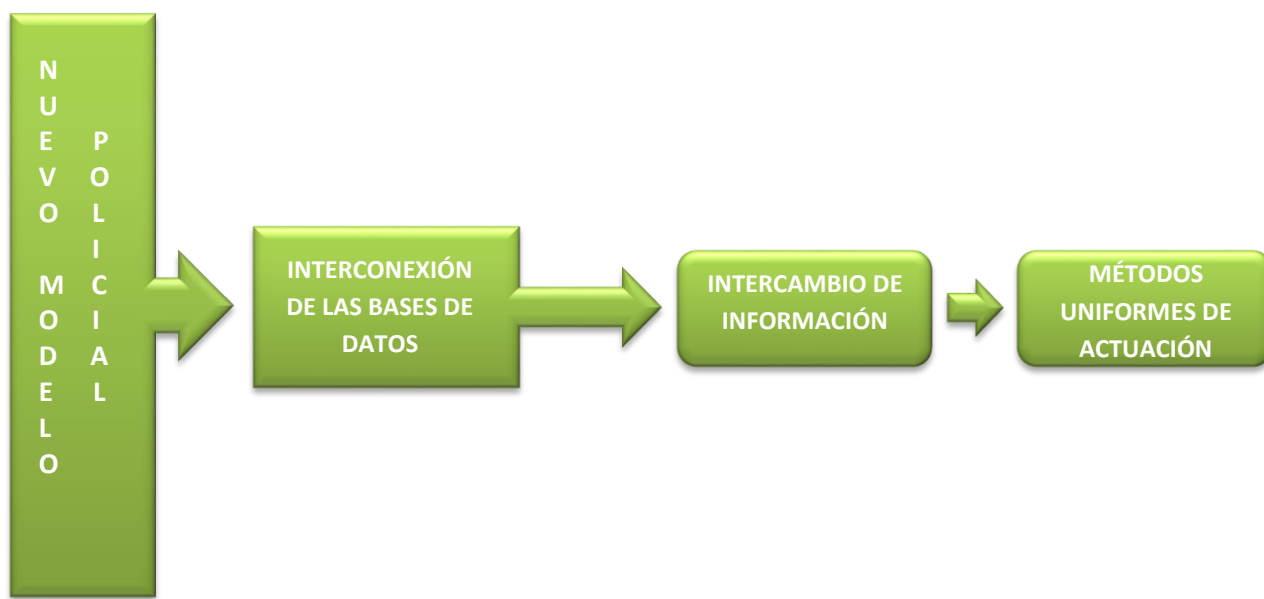 NUEVO MODELO
POLICIAL
INTERCONEXIÓN
DE LAS BASES DE
DATOS
INTERCAMBIO DE
INFORMACIÓN
MÉTODOS
UNIFORMES DE
ACTUACIÓN